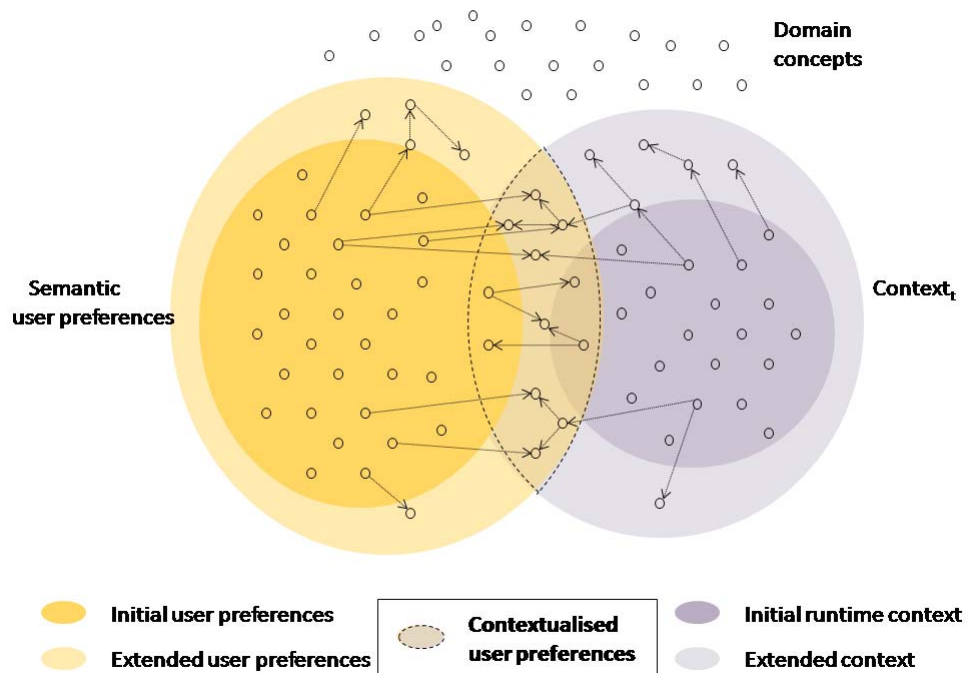 Domain
concepts
Semantic
user preferences
Context_t
Initial user preferences
Extended user preferences
Contextualised
user preferences
Initial runtime context
Extended context